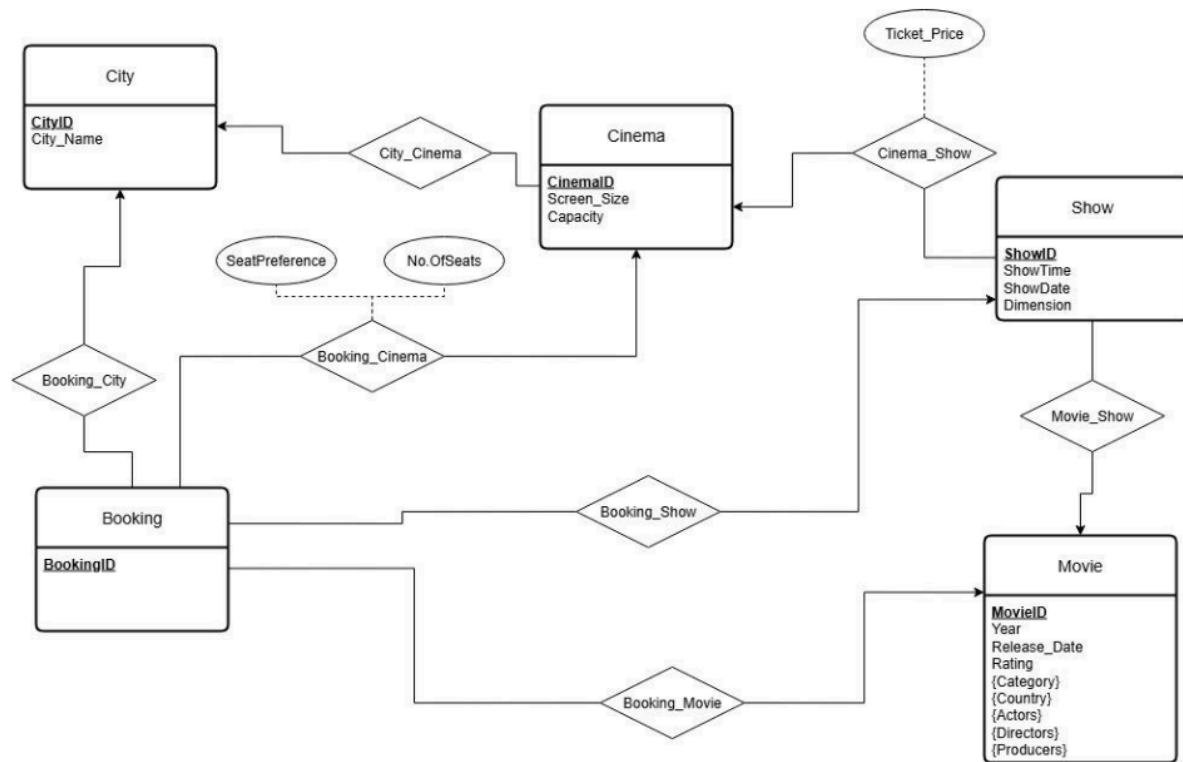 Ticket_Price
City
CityID
City_Name
City_Cinema
Cinema
CinemaID
Screen_Size
Capacity
Cinema_Show
Show
ShowID
ShowTime
ShowDate
Dimension
SeatPreference
No.OfSeats
Booking_Cinema
Booking_City
Movie_Show
Booking
BookingID
Booking_Show
Movie
MovieID
Year
Release_Date
Rating
{Category}
{Country}
{Actors}
{Directors}
{Producers}
Booking_Movie